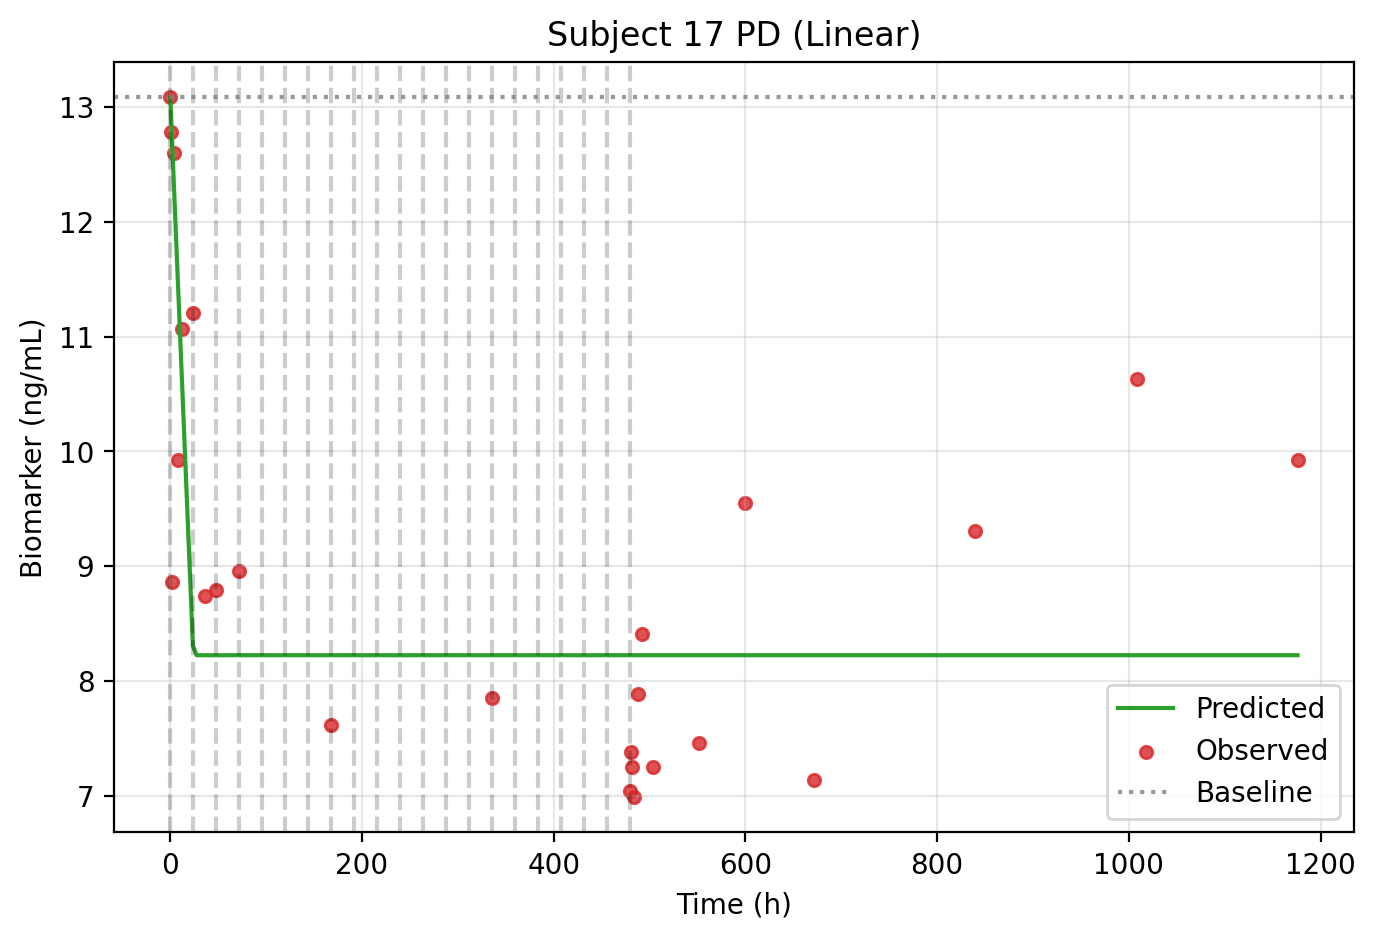 Subject 17 PD (Linear)
Biomarker (ng/mL)
13
12
11
10
9
8
7
0 200 400 600 800 1000 1200
Time (h)
Predicted
Observed
Baseline